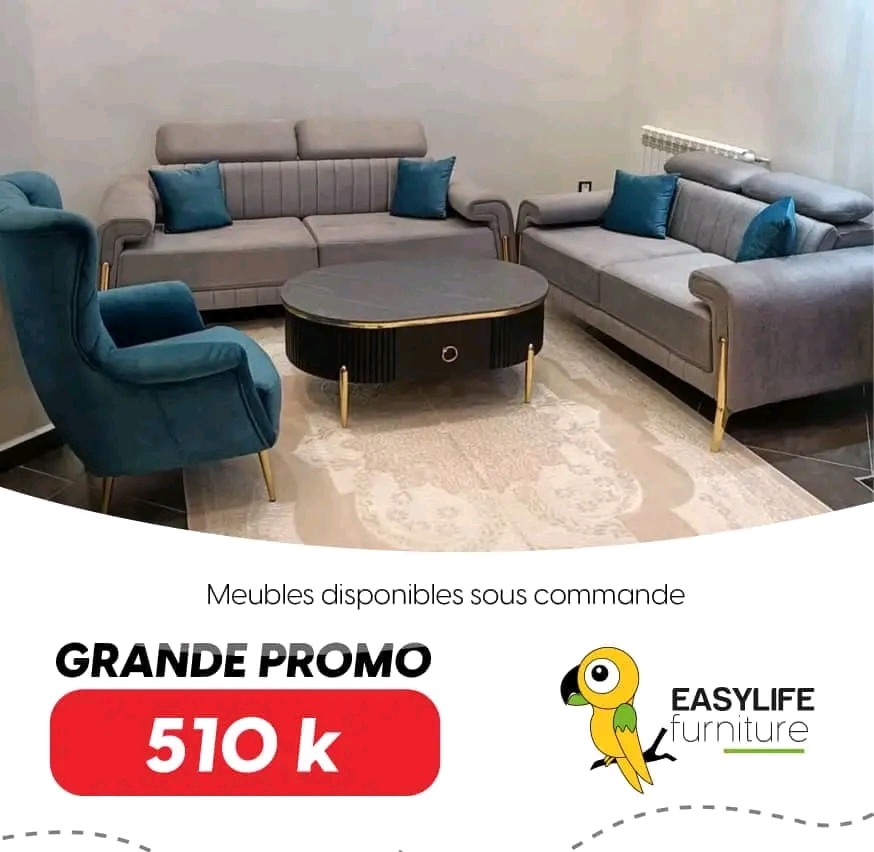 Meubles disponibles sous commande
GRANDE PROMO
510 k
EASYLIFE
furniture